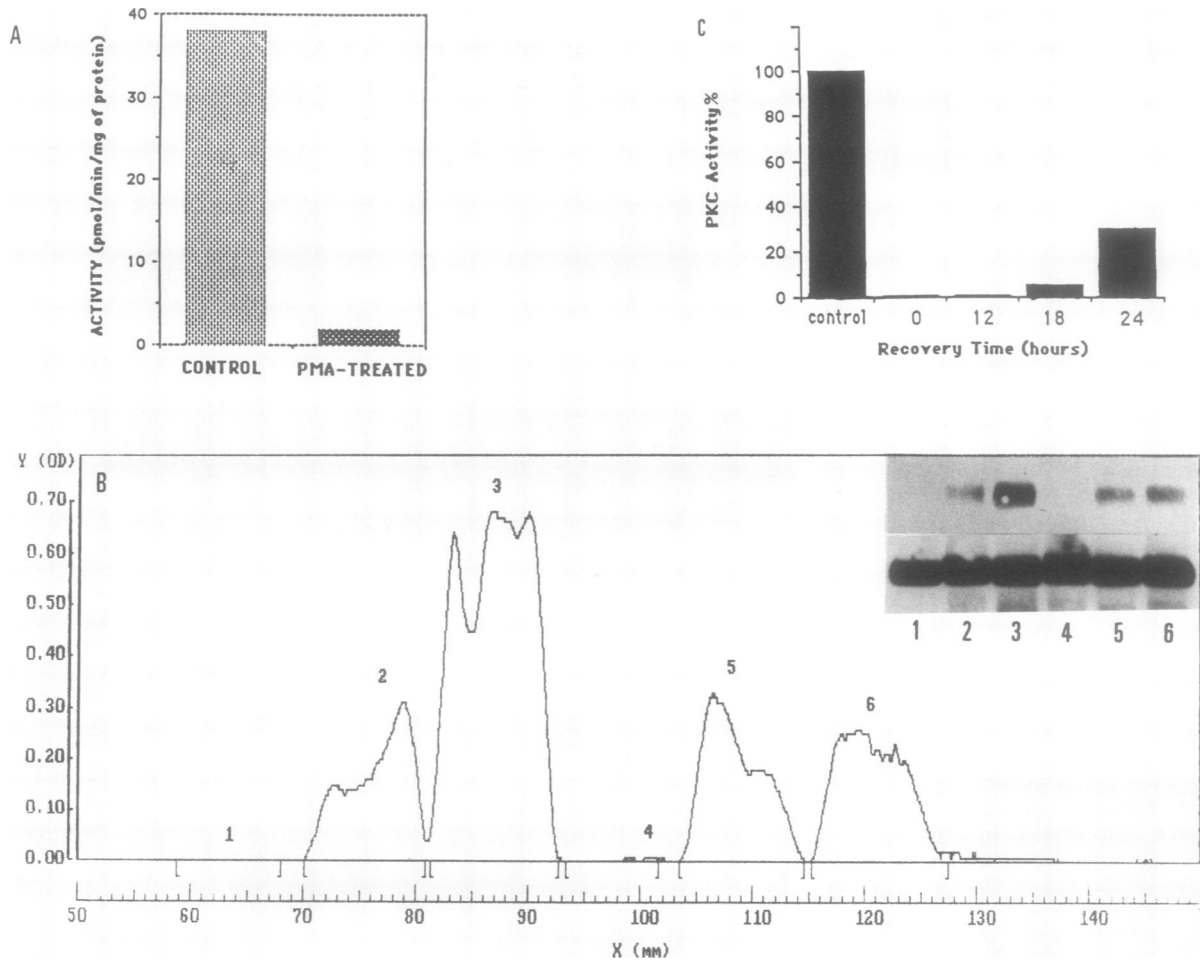 A
ACTIVITY (pmol/min/mg of protein)
40
30
20
10
0
CONTROL PMA-TREATED
C
PKC Activity%
100
80
60
40
20
0
control 0 12 18 24
Recovery Time (hours)
Y (OD)
B
0.70
0.60
0.50
0.40
0.30
0.20
0.10
0.00
1
2
3
4
5
6
1 2 3 4 5 6
50 60 70 80 90 100 110 120 130 140
X (mm)